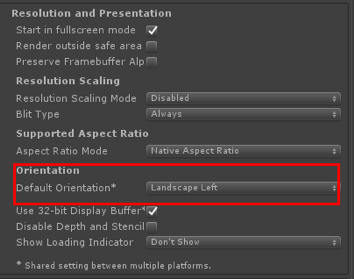 Resolution and Presentation
Start in fullscreen mode
Render outside safe area
Preserve Framebuffer Alp
Resolution Scaling
Resolution Scaling Mode Disabled
Blit Type Always
Supported Aspect Ratio
Aspect Ratio Mode Native Aspect Ratio
Orientation
Default Orientation* Landscape Left
Use 32-bit Display Buffer*
Disable Depth and Stencil
Show Loading Indicator Don't Show
* Shared setting between multiple platforms.